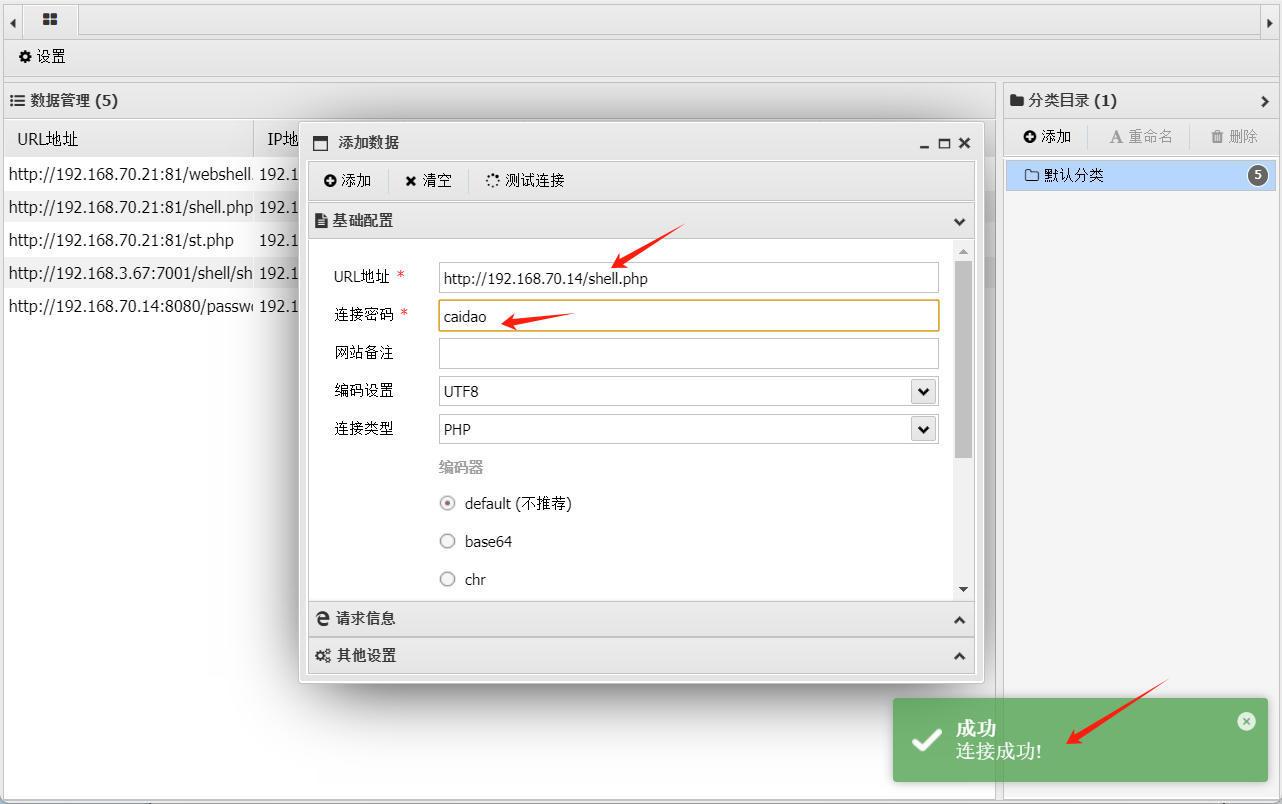 设置
数据管理 (5)
URL地址 IP地
http://192.168.70.21:81/webshell. 192.1
http://192.168.70.21:81/shell.php 192.1
http://192.168.70.21:81/st.php 192.1
http://192.168.3.67:7001/shell/sh 192.1
http://192.168.70.14:8080/passw 192.1
添加数据
添加 清空 测试连接
基础配置
URL地址 * http://192.168.70.14/shell.php
连接密码 * caidao
网站备注
编码设置 UTF8
连接类型 PHP
编码器
default (不推荐)
base64
chr
请求信息
其他设置
分类目录 (1)
添加 重命名 删除
默认分类 5
成功
连接成功!